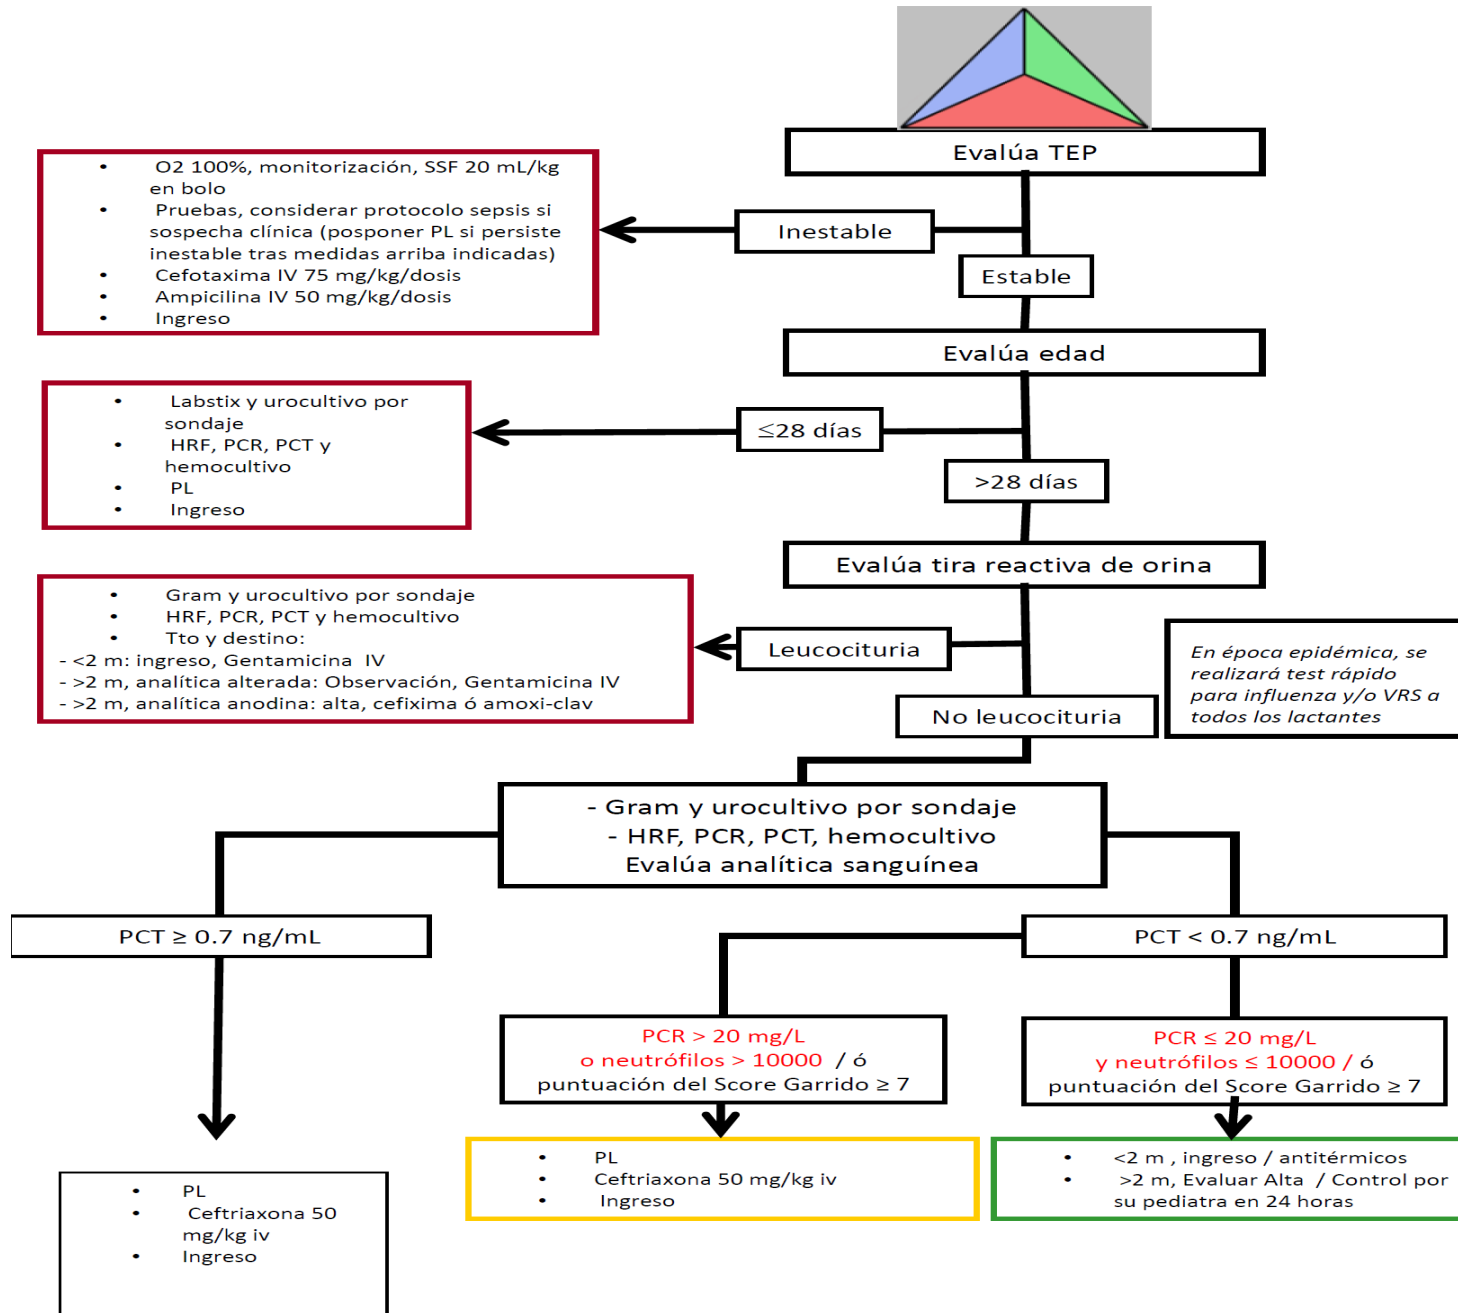 Evalúa TEP
• O2 100%, monitorización, SSF 20 mL/kg
en bolo
• Pruebas, considerar protocolo sepsis si
sospecha clínica (posponer PL si persiste
inestable tras medidas arriba indicadas)
• Cefotaxima IV 75 mg/kg/dosis
• Ampicilina IV 50 mg/kg/dosis
• Ingreso
Inestable
Estable
Evalúa edad
• Labstix y urocultivo por
sondaje
• HRF, PCR, PCT y
hemocultivo
• PL
• Ingreso
≤28 días
>28 días
Evalúa tira reactiva de orina
• Gram y urocultivo por sondaje
• HRF, PCR, PCT y hemocultivo
• Tto y destino:
- <2 m: ingreso, Gentamicina IV
- >2 m, analítica alterada: Observación, Gentamicina IV
- >2 m, analítica anodina: alta, cefixima ó amoxi-clav
Leucocituria
No leucocituria
En época epidémica, se
realizará test rápido
para influenza y/o VRS a
todos los lactantes
- Gram y urocultivo por sondaje
- HRF, PCR, PCT, hemocultivo
Evalúa analítica sanguínea
PCT ≥ 0.7 ng/mL
PCT < 0.7 ng/mL
PCR > 20 mg/L
o neutrófilos > 10000 / ó
puntuación del Score Garrido ≥ 7
PCR ≤ 20 mg/L
y neutrófilos ≤ 10000 / ó
puntuación del Score Garrido ≥ 7
• PL
• Ceftriaxona 50
mg/kg iv
• Ingreso
• PL
• Ceftriaxona 50 mg/kg iv
• Ingreso
• <2 m , ingreso / antitérmicos
• >2 m, Evaluar Alta / Control por
su pediatra en 24 horas